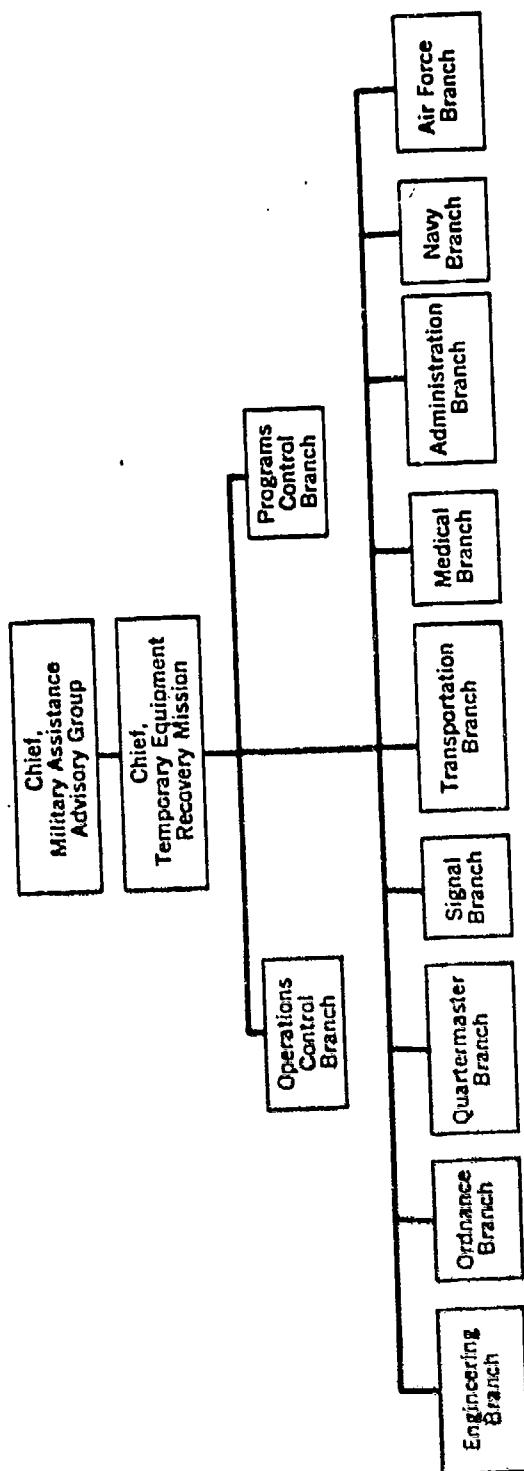 Chief,
Military Assistance
Advisory Group
Chief,
Temporary Equipment
Recovery Mission
Operations
Control
Branch
Programs
Control
Branch
Engineering
Branch
Ordnance
Branch
Quartermaster
Branch
Signal
Branch
Transportation
Branch
Medical
Branch
Administration
Branch
Navy
Branch
Air Force
Branch